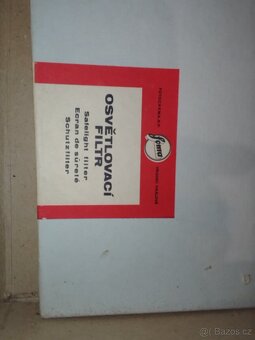 Foma
OSVĚTLOVACÍ
FILTR
Safelight filter
Ecran de sûreté
Schutzfilter
Bazos.cz